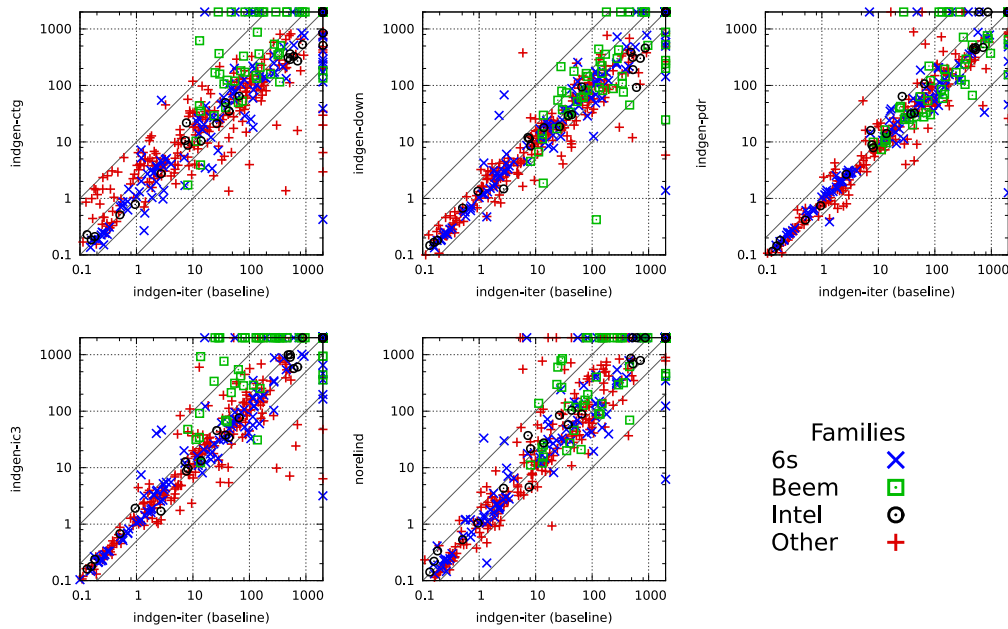 indgen-ctg
1000
100
10
1
0.1
0.1 1 10 100 1000
indgen-iter (baseline)
indgen-down
1000
100
10
1
0.1
0.1 1 10 100 1000
indgen-iter (baseline)
indgen-pdr
1000
100
10
1
0.1
0.1 1 10 100 1000
indgen-iter (baseline)
indgen-ic3
1000
100
10
1
0.1
0.1 1 10 100 1000
indgen-iter (baseline)
norelind
1000
100
10
1
0.1
0.1 1 10 100 1000
indgen-iter (baseline)
Families
6s
Beem
Intel
Other